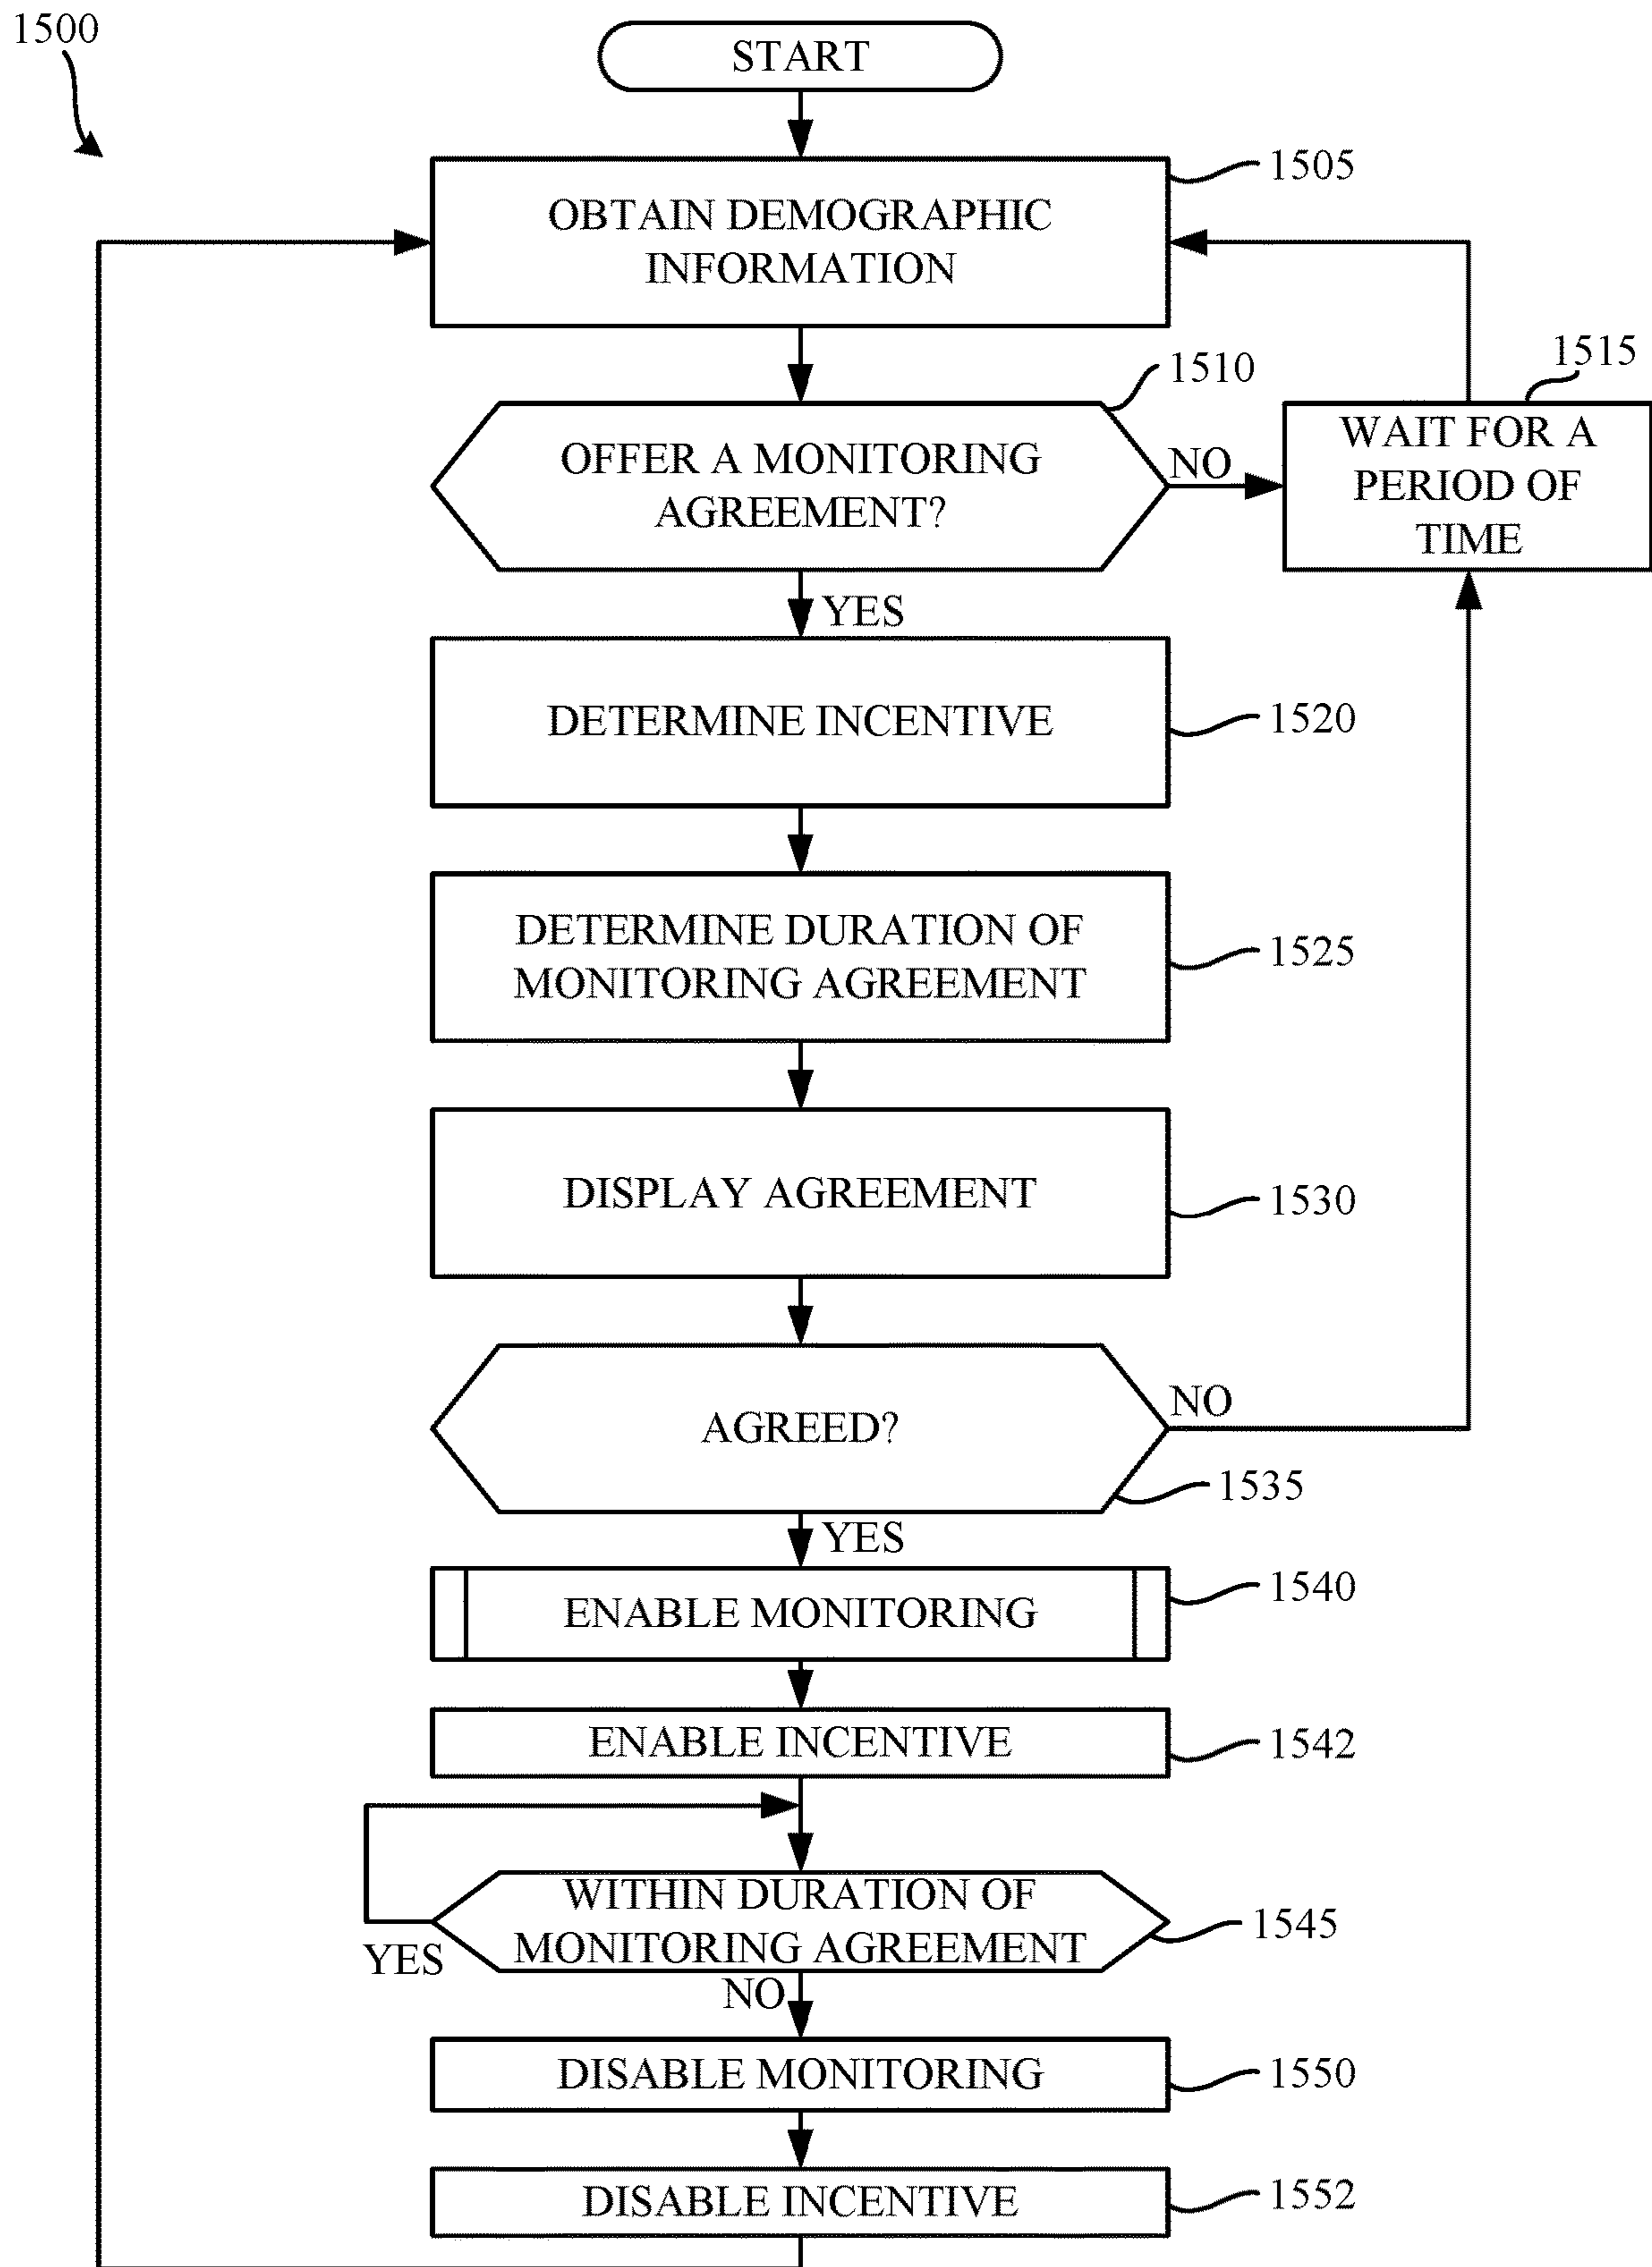 1500
START
1505
OBTAIN DEMOGRAPHIC
INFORMATION
1510
OFFER A MONITORING
AGREEMENT?
NO
1515
WAIT FOR A
PERIOD OF
TIME
YES
DETERMINE INCENTIVE
1520
DETERMINE DURATION OF
MONITORING AGREEMENT
1525
DISPLAY AGREEMENT
1530
AGREED?
NO
1535
YES
ENABLE MONITORING
1540
ENABLE INCENTIVE
1542
WITHIN DURATION OF
MONITORING AGREEMENT
1545
YES
NO
DISABLE MONITORING
1550
DISABLE INCENTIVE
1552